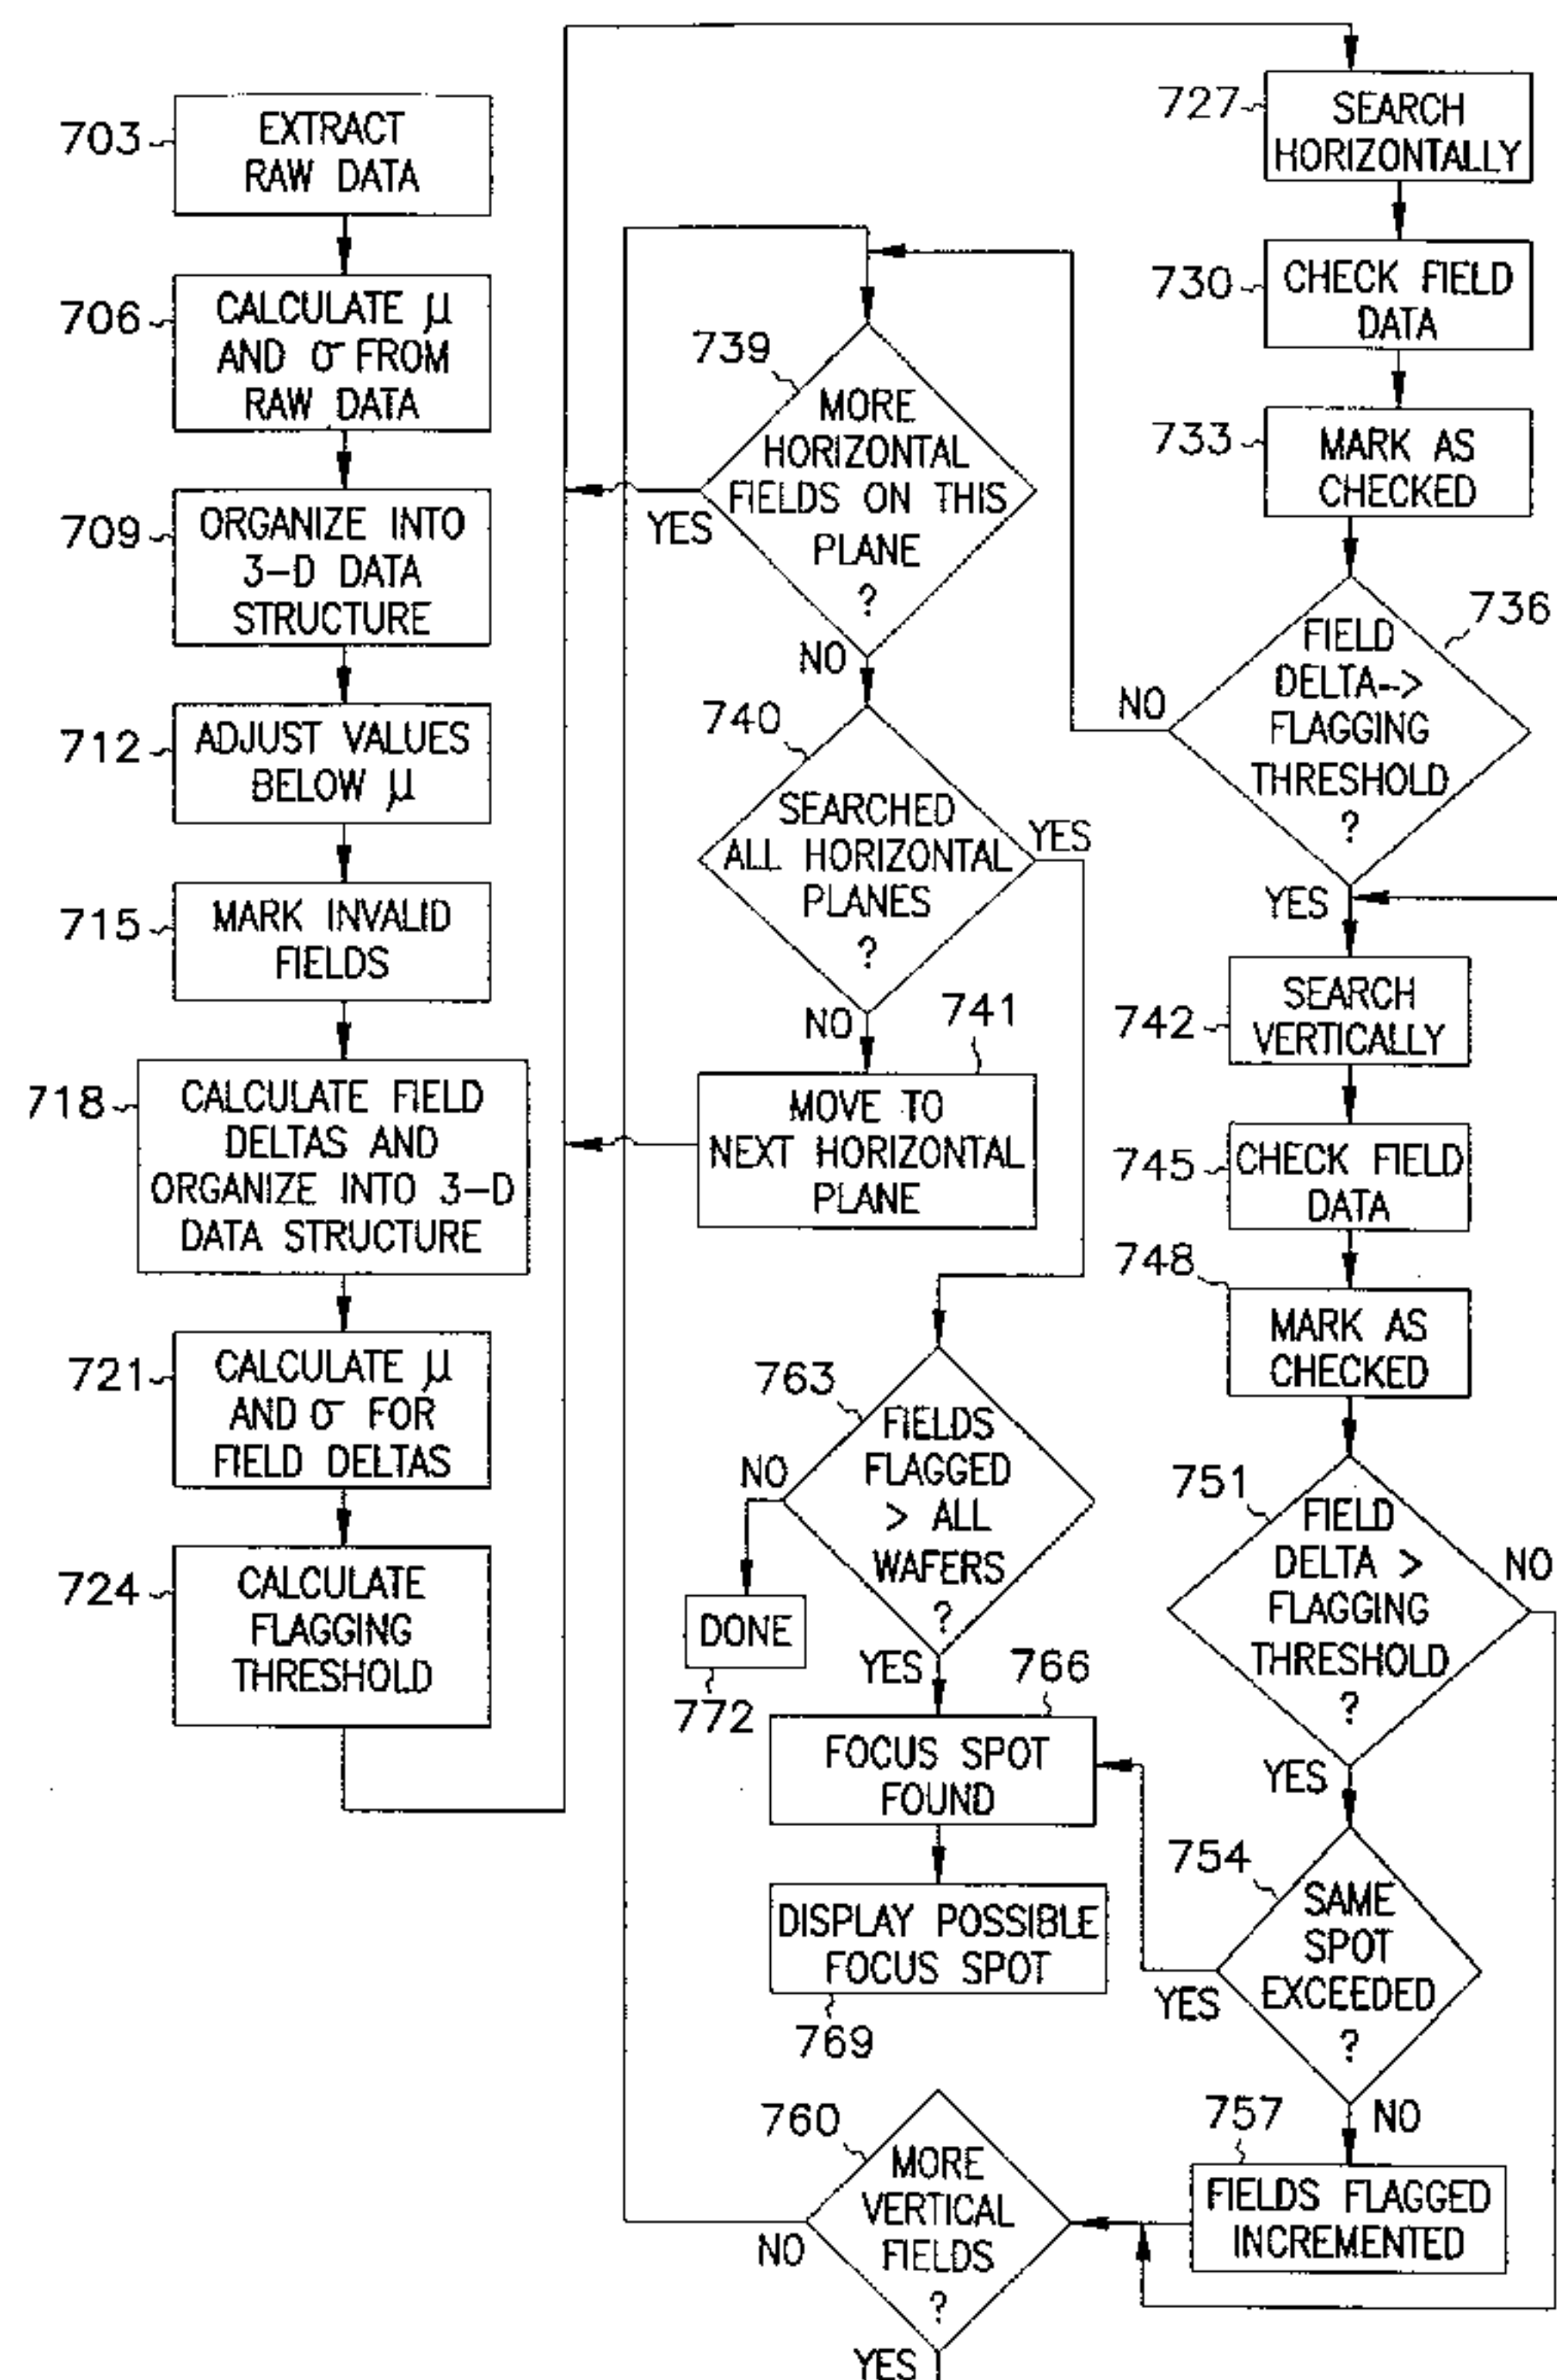 703
EXTRACT
RAW DATA
706
CALCULATE μ
AND σ FROM
RAW DATA
709
ORGANIZE INTO
3-D DATA
STRUCTURE
712
ADJUST VALUES
BELOW μ
715
MARK INVALID
FIELDS
718
CALCULATE FIELD
DELTAS AND
ORGANIZE INTO 3-D
DATA STRUCTURE
721
CALCULATE μ
AND σ FOR
FIELD DELTAS
724
CALCULATE
FLAGGING
THRESHOLD
727
SEARCH
HORIZONTALLY
730
CHECK FIELD
DATA
733
MARK AS
CHECKED
736
FIELD
DELTA-->
FLAGGING
THRESHOLD
?
NO
YES
739
MORE
HORIZONTAL
FIELDS ON THIS
PLANE
?
YES
NO
740
SEARCHED
ALL HORIZONTAL
PLANES
?
YES
NO
741
MOVE TO
NEXT HORIZONTAL
PLANE
742
SEARCH
VERTICALLY
745
CHECK FIELD
DATA
748
MARK AS
CHECKED
751
FIELD
DELTA >
FLAGGING
THRESHOLD
?
NO
YES
754
SAME
SPOT
EXCEEDED
?
YES
NO
757
FIELDS FLAGGED
INCREMENTED
760
MORE
VERTICAL
FIELDS
?
NO
YES
763
FIELDS
FLAGGED
> ALL
WAFERS
?
NO
YES
DONE
772
766
FOCUS SPOT
FOUND
DISPLAY POSSIBLE
FOCUS SPOT
769